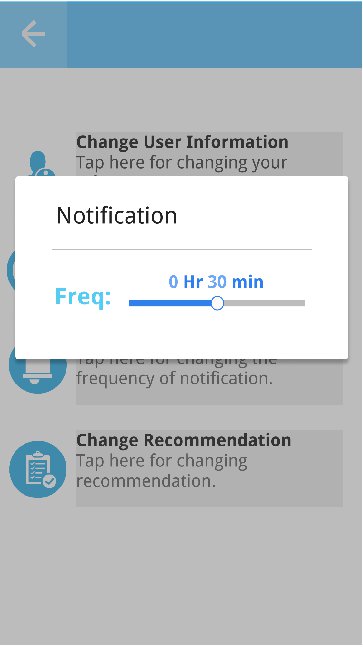 Change User Information
Tap here for changing your
Notification
0 Hr 30 min
Freq:
Tap here for changing the
frequency of notification.
Change Recommendation
Tap here for changing
recommendation.